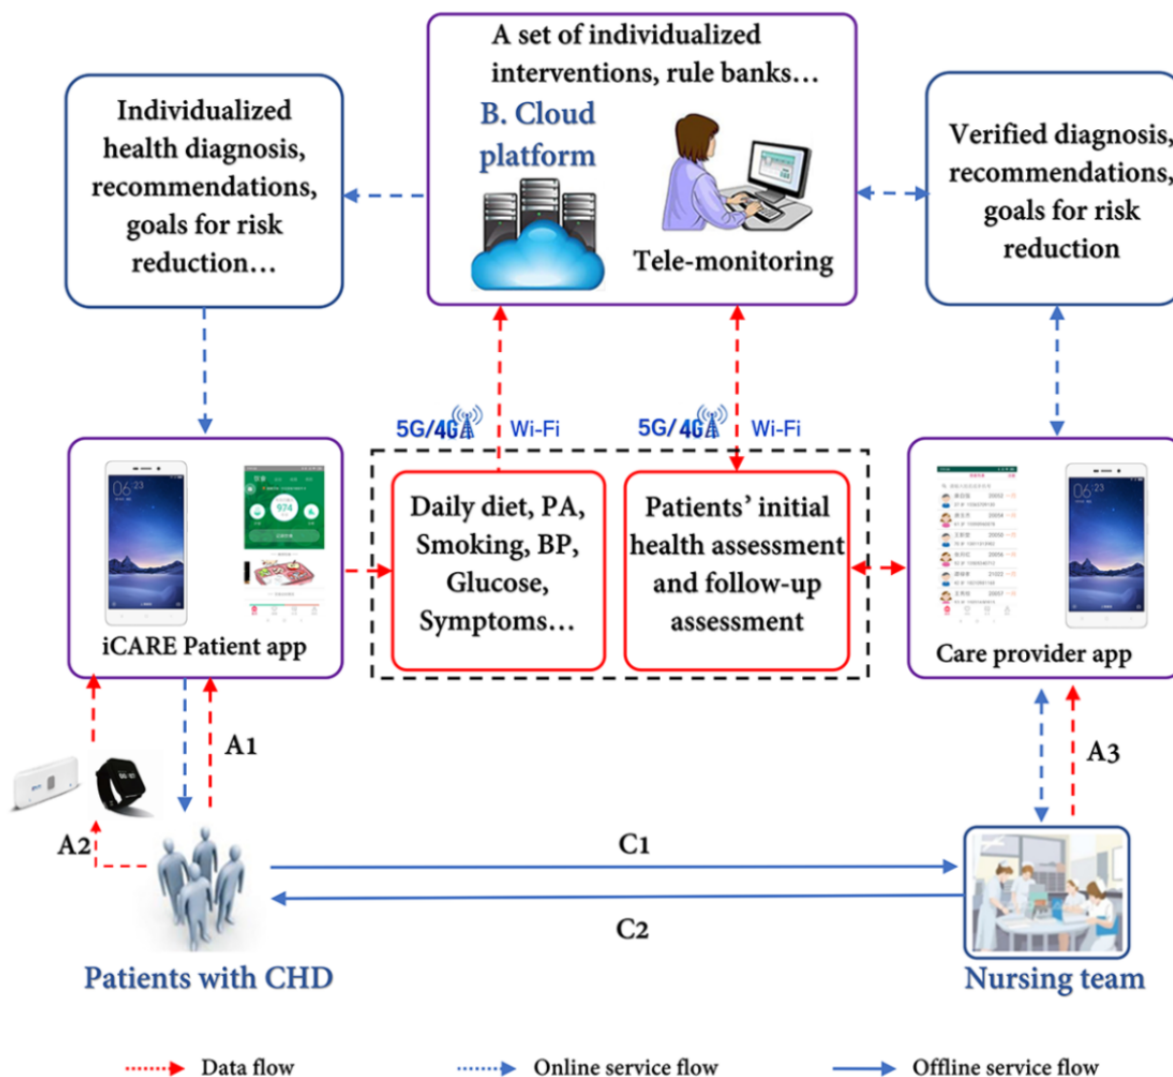 A set of individualized
interventions, rule banks…
B. Cloud
platform
Tele-monitoring
Individualized
health diagnosis,
recommendations,
goals for risk
reduction…
Verified diagnosis,
recommendations,
goals for risk
reduction
5G/4G Wi-Fi
5G/4G Wi-Fi
06:23
974
iCARE Patient app
Daily diet, PA,
Smoking, BP,
Glucose,
Symptoms…
Patients’ initial
health assessment
and follow-up
assessment
06:23
Care provider app
A1
A2
A3
C1
C2
Patients with CHD
Nursing team
Data flow
Online service flow
Offline service flow